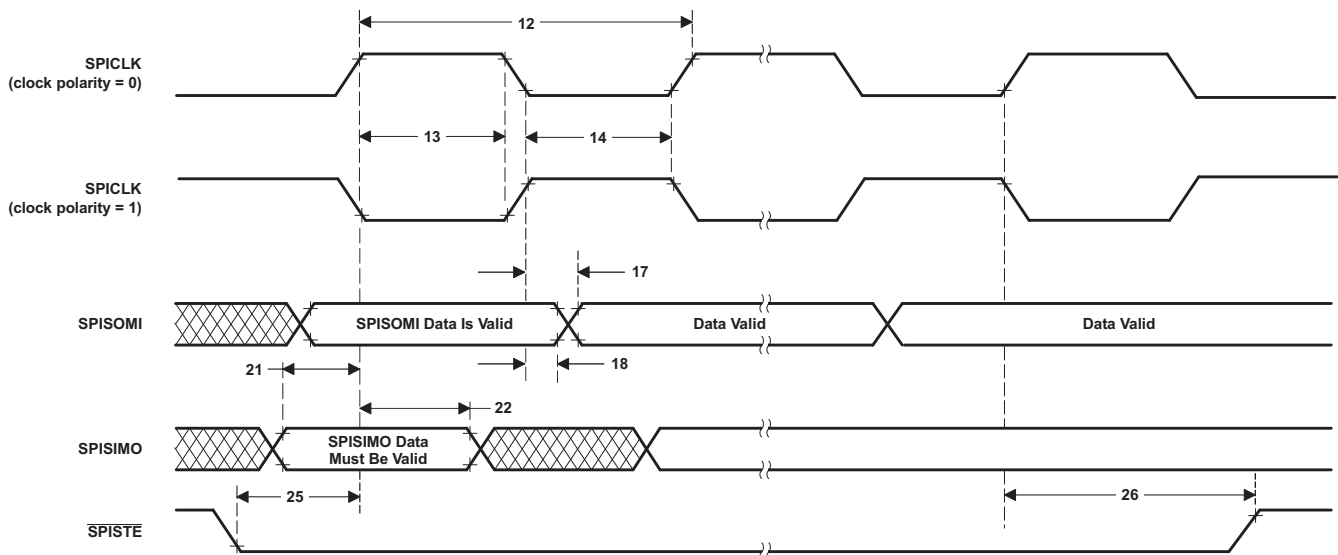 12
SPICLK
(clock polarity = 0)
13
14
SPICLK
(clock polarity = 1)
17
SPISOMI
SPISOMI Data Is Valid
Data Valid
Data Valid
18
21
22
SPISIMO
SPISIMO Data
Must Be Valid
25
26
SPISTE